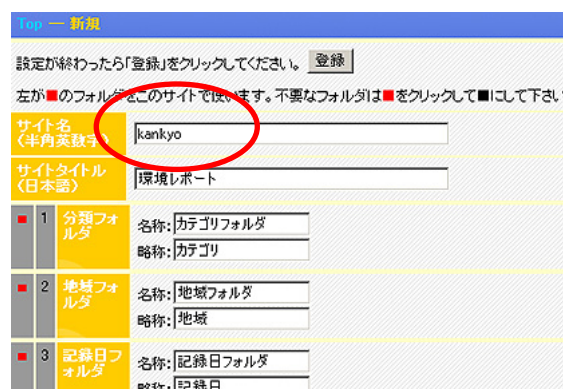 Top — 新規
設定が終わったら「登録」をクリックしてください。 登録
左が■のフォルダをこのサイトで使います。不要なフォルダは■をクリックして■にして下さい
サイト名
（半角英数字）
kankyo
サイトタイトル
（日本語）
環境レポート
1 分類フォ
ルダ
名称: カテゴリフォルダ
略称: カテゴリ
2 地域フォ
ルダ
名称: 地域フォルダ
略称: 地域
3 記録日フ
ォルダ
名称: 記録日フォルダ
略称: 記録日